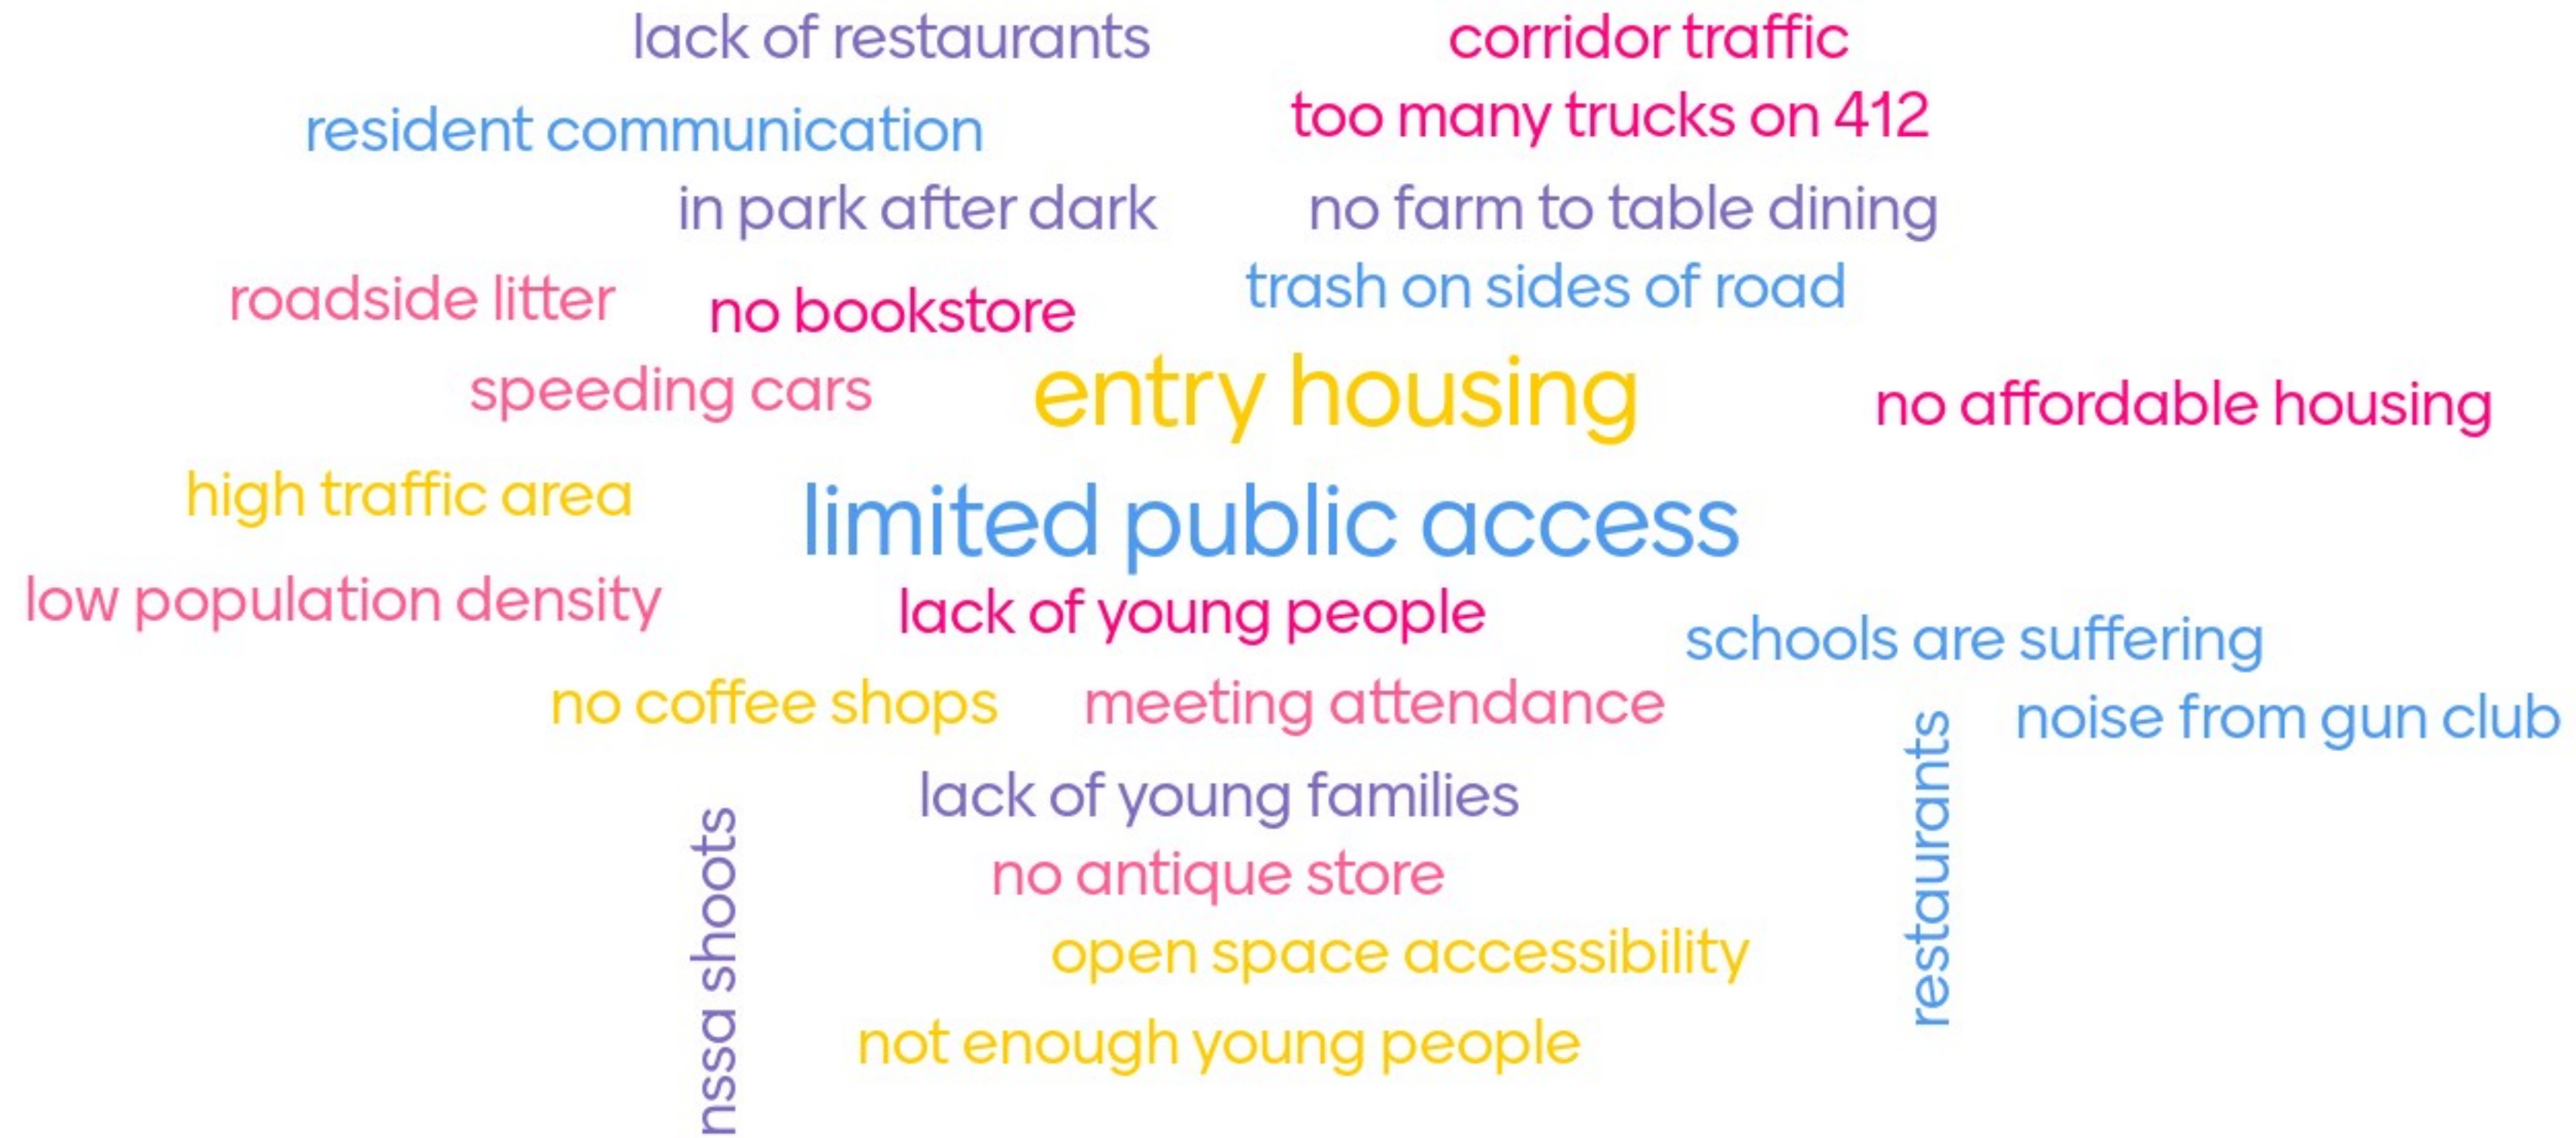 lack of restaurants
corridor traffic
resident communication
too many trucks on 412
in park after dark
no farm to table dining
roadside litter
no bookstore
trash on sides of road
speeding cars
entry housing
no affordable housing
high traffic area
limited public access
low population density
lack of young people
schools are suffering
no coffee shops
meeting attendance
noise from gun club
lack of young families
restaurants
nssa shoots
no antique store
open space accessibility
not enough young people